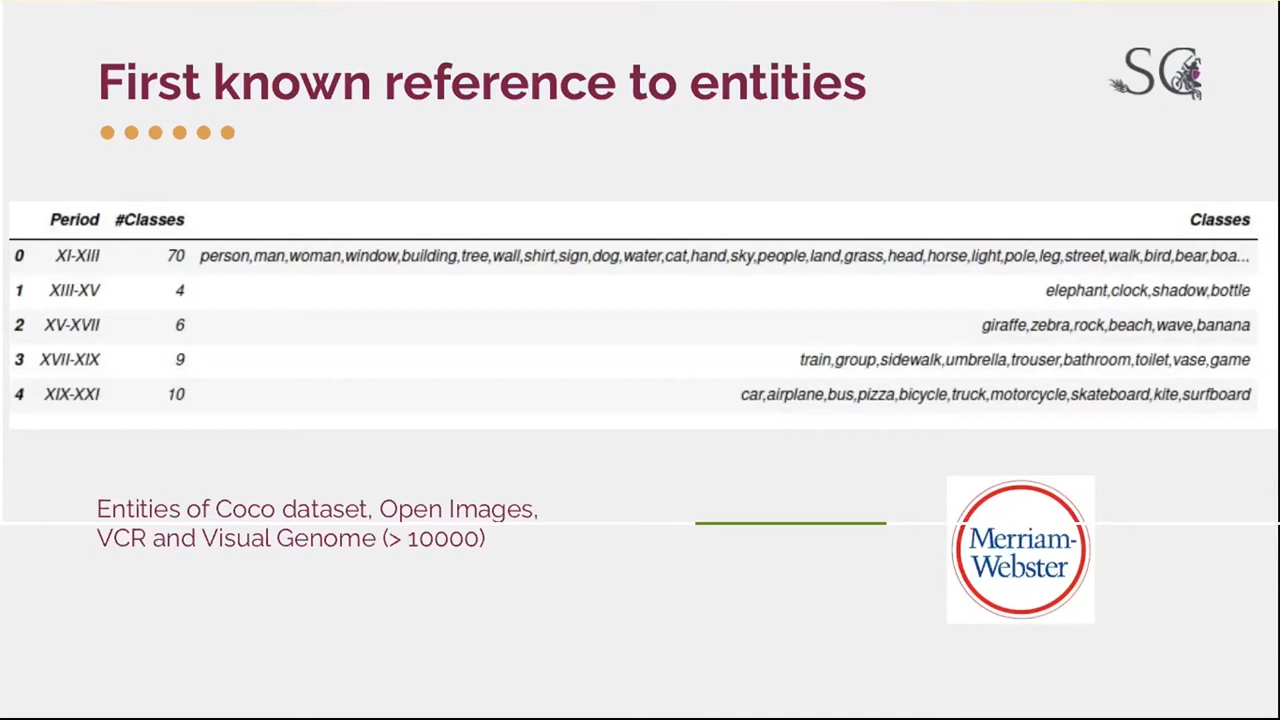 First known reference to entities
SC
Period #Classes Classes
0 XI-XIII 70 person,man,woman,window,building,tree,wall,shirt,sign,dog,water,cat,hand,sky,people,land,grass,head,horse,light,pole,leg,street,walk,bird,bear,boa...
1 XIII-XV 4 elephant,clock,shadow,bottle
2 XV-XVII 6 giraffe,zebra,rock,beach,wave,banana
3 XVII-XIX 9 train,group,sidewalk,umbrella,trouser,bathroom,toilet,vase,game
4 XIX-XXI 10 car,airplane,bus,pizza,bicycle,truck,motorcycle,skateboard,kite,surfboard
Entities of Coco dataset, Open Images,
VCR and Visual Genome (> 10000)
Merriam-
Webster